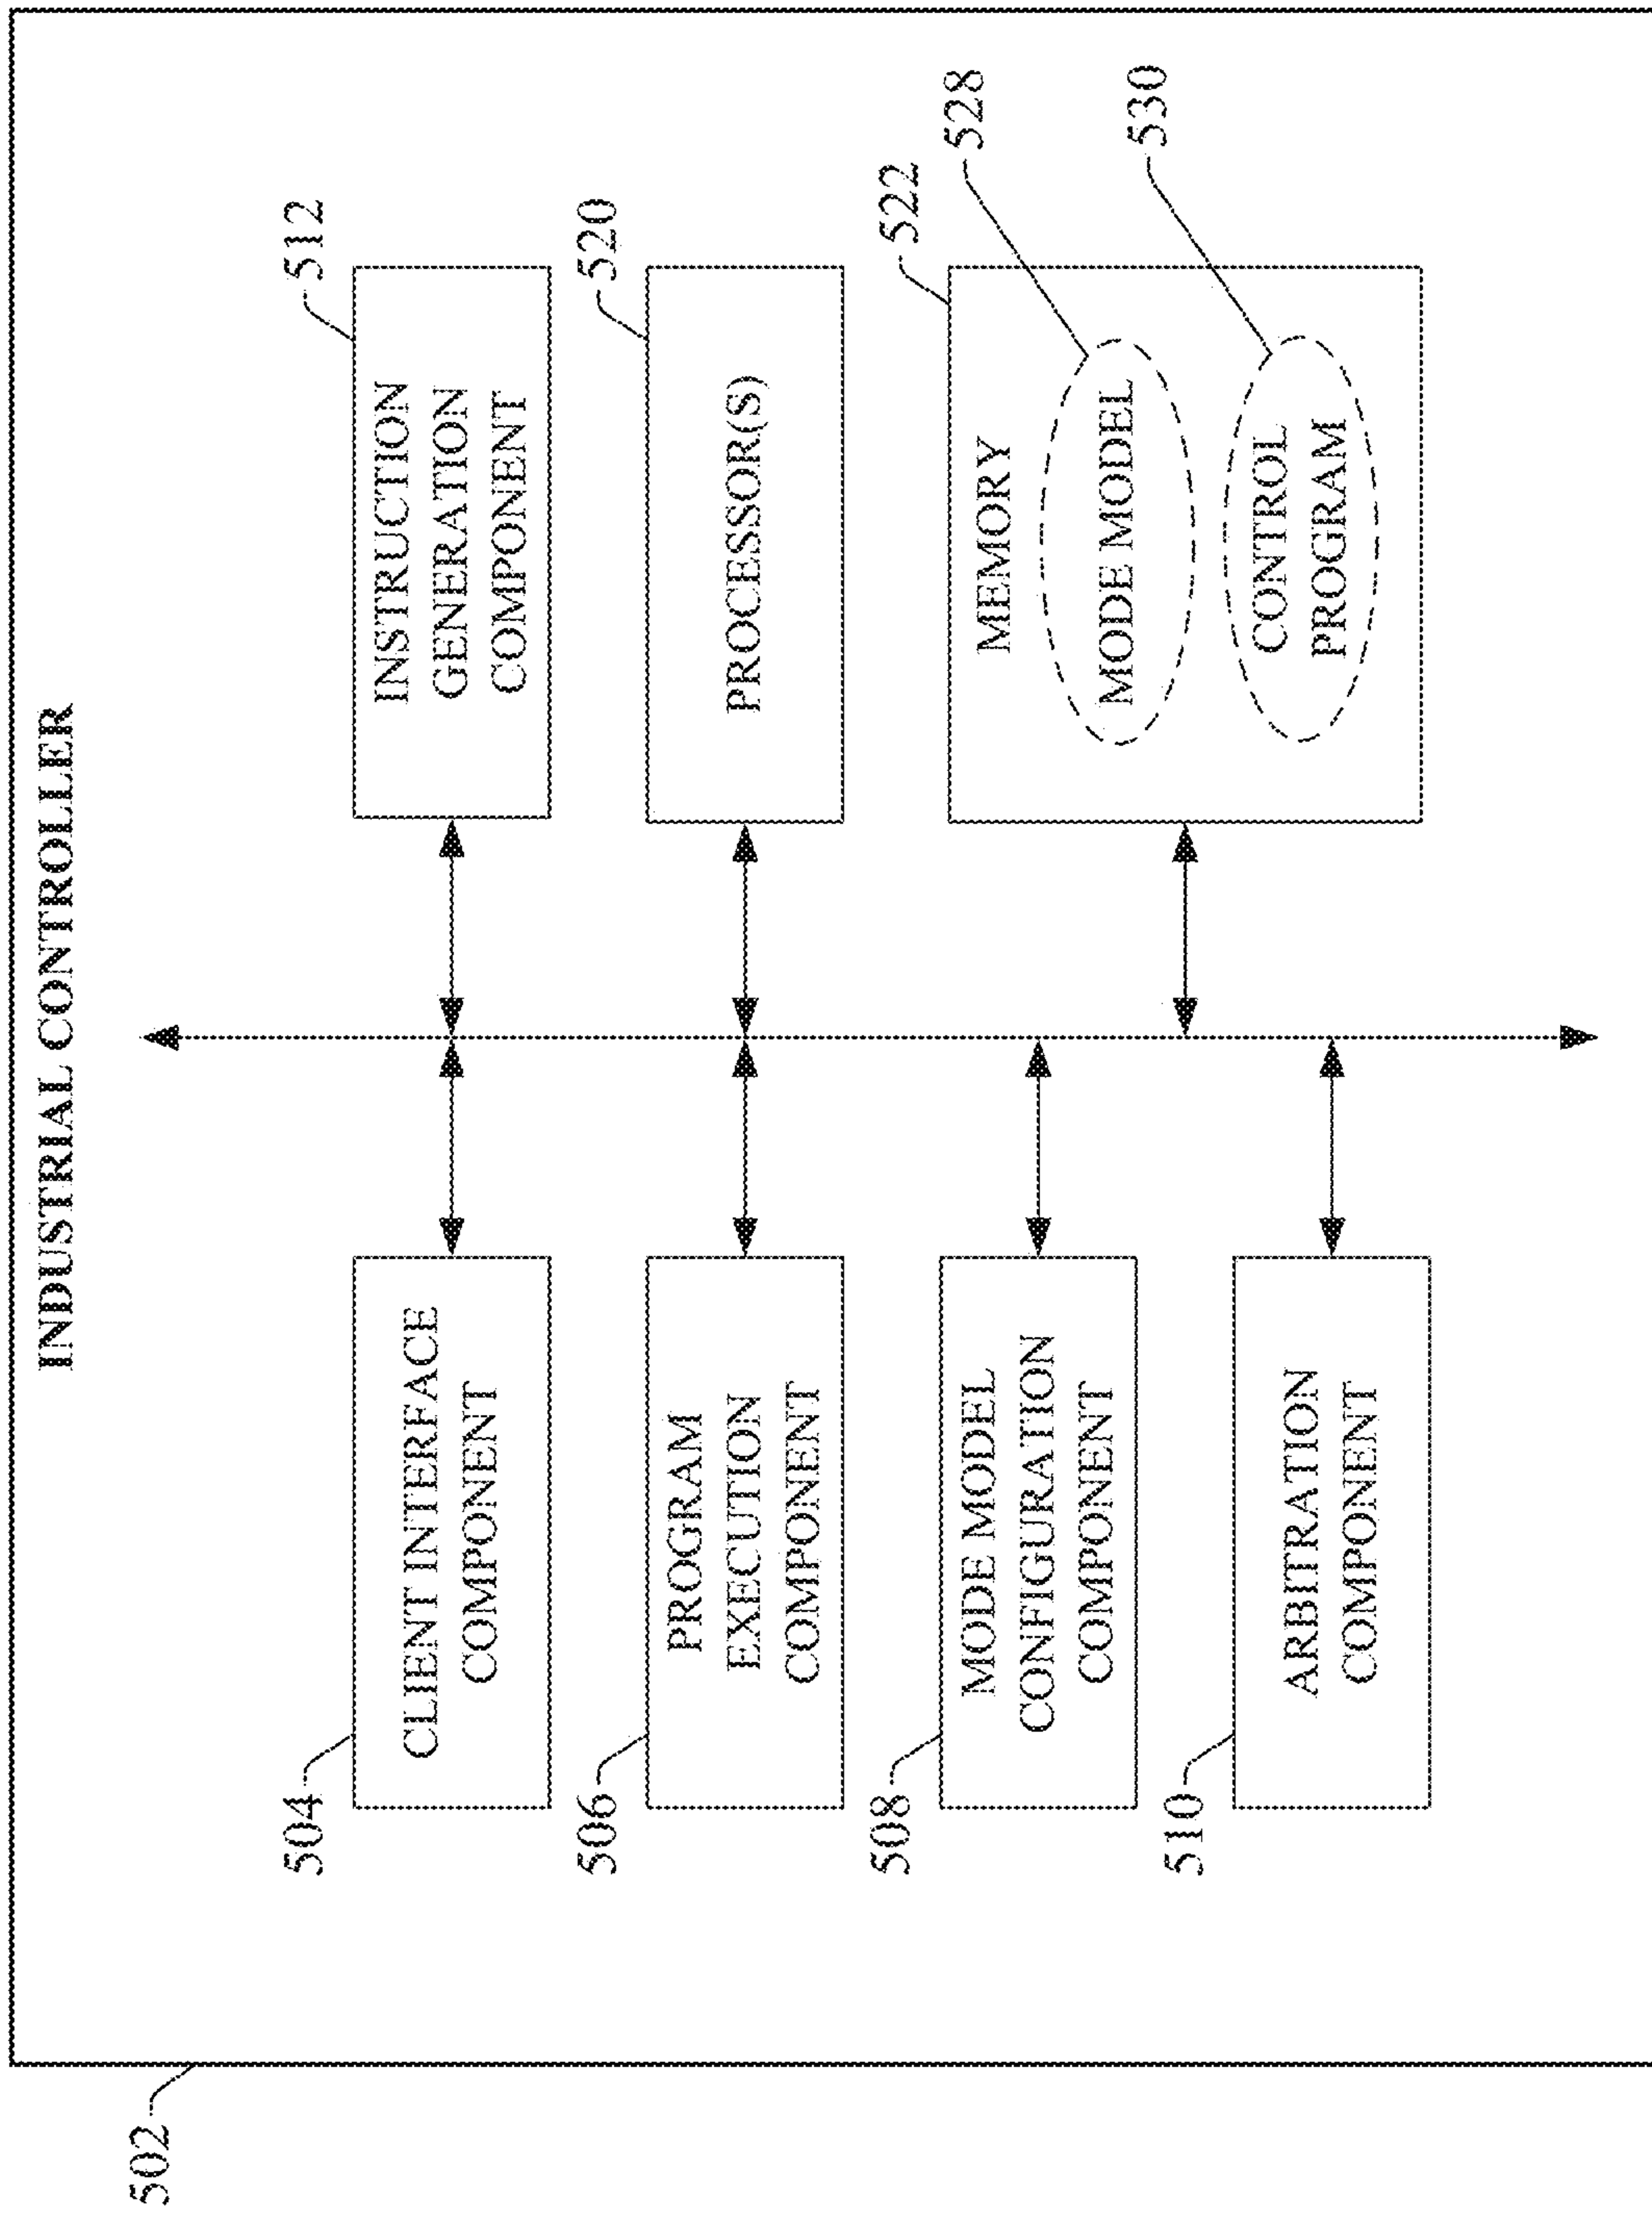 INDUSTRIAL CONTROLLER
502
504
CLIENT INTERFACE
COMPONENT
506
PROGRAM
EXECUTION
COMPONENT
508
MODE MODEL
CONFIGURATION
COMPONENT
510
ARBITRATION
COMPONENT
512
INSTRUCTION
GENERATION
COMPONENT
520
PROCESSOR(S)
522
MEMORY
528
MODE MODEL
530
CONTROL
PROGRAM